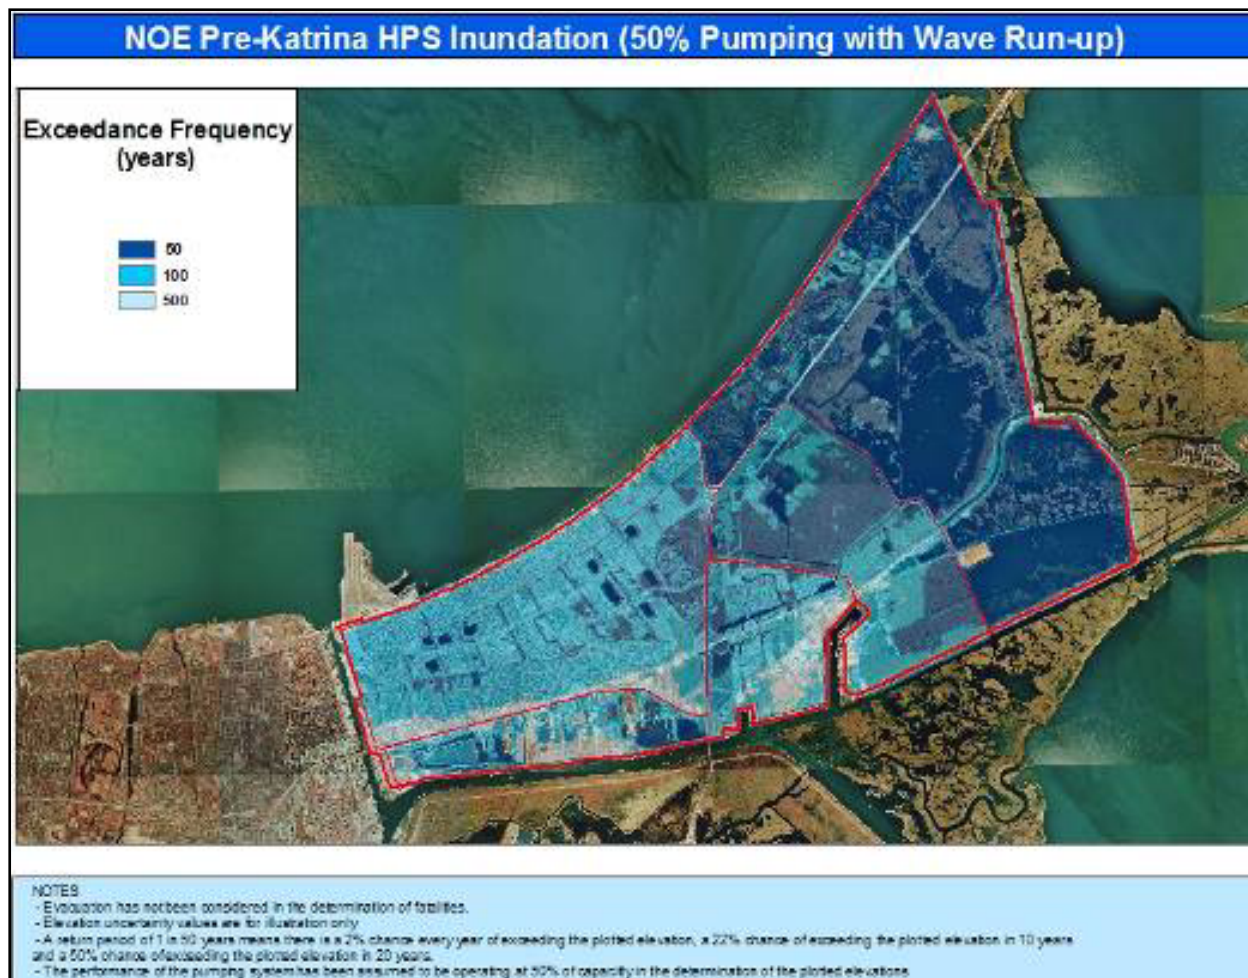 NOE Pre-Katrina HPS Inundation (50% Pumping with Wave Run-up)
Exceedance Frequency
(years)
50
100
500
NOTES
- Evacuation has not been considered in the determination of fatalities.
- Elevation uncertainty values are for illustration only
- A return period of 1 in 50 years means there is a 2% chance every year of exceeding the plotted elevation, a 22% chance of exceeding the plotted elevation in 10 years
and a 50% chance of exceeding the plotted elevation in 20 years.
- The performance of the pumping system has been assumed to be operating at 50% of capacity in the determination of the plotted elevations